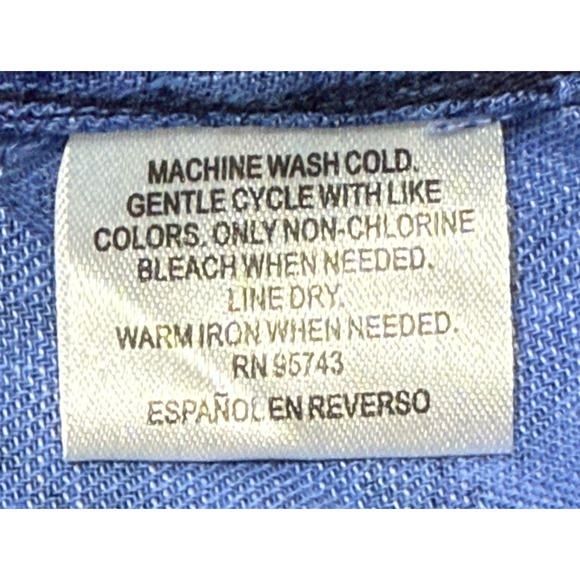 MACHINE WASH COLD.
GENTLE CYCLE WITH LIKE
COLORS. ONLY NON-CHLORINE
BLEACH WHEN NEEDED.
LINE DRY.
WARM IRON WHEN NEEDED.
RN 95743
ESPAÑOL EN REVERSO